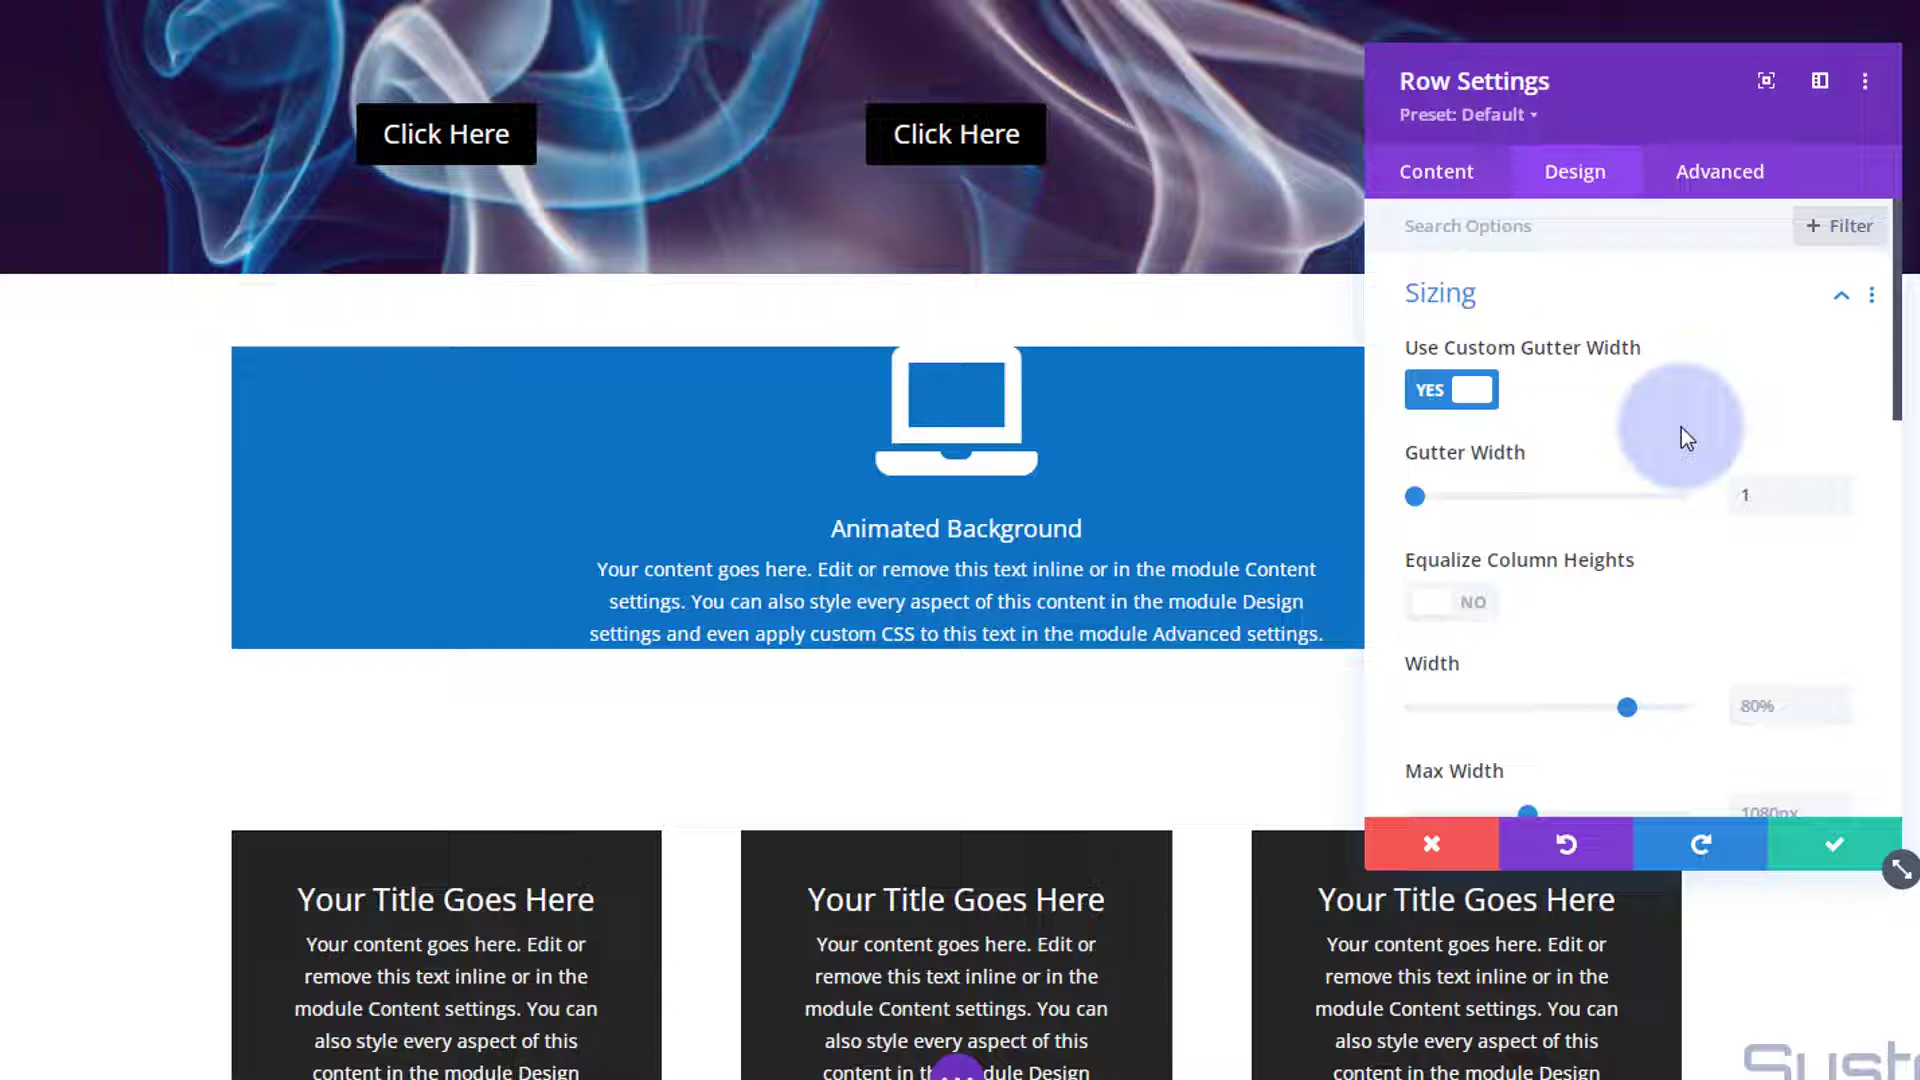 Click Here
Click Here
Row Settings
Preset: Default
Content
Design
Advanced
Search Options
+ Filter
Sizing
Use Custom Gutter Width
YES
Gutter Width
1
Equalize Column Heights
NO
Width
80%
Max Width
1080px
Animated Background
Your content goes here. Edit or remove this text inline or in the module Content
settings. You can also style every aspect of this content in the module Design
settings and even apply custom CSS to this text in the module Advanced settings.
Your Title Goes Here
Your content goes here. Edit or
remove this text inline or in the
module Content settings. You can
also style every aspect of this
content in the module Design
Your Title Goes Here
Your content goes here. Edit or
remove this text inline or in the
module Content settings. You can
also style every aspect of this
content in th dule Design
Your Title Goes Here
Your content goes here. Edit or
remove this text inline or in the
module Content settings. You can
also style every aspect of this
content in the module Design